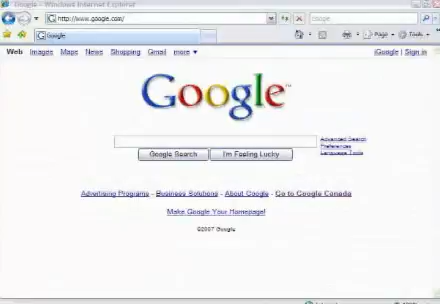 Google - Windows Internet Explorer
http://www.google.com/
Google
Google
Page
Tools
Web Images Maps News Shopping Gmail more ▼
iGoogle | Sign in
Google™
Advanced Search
Preferences
Language Tools
Google Search
I'm Feeling Lucky
Advertising Programs - Business Solutions - About Google - Go to Google Canada
Make Google Your Homepage!
©2007 Google